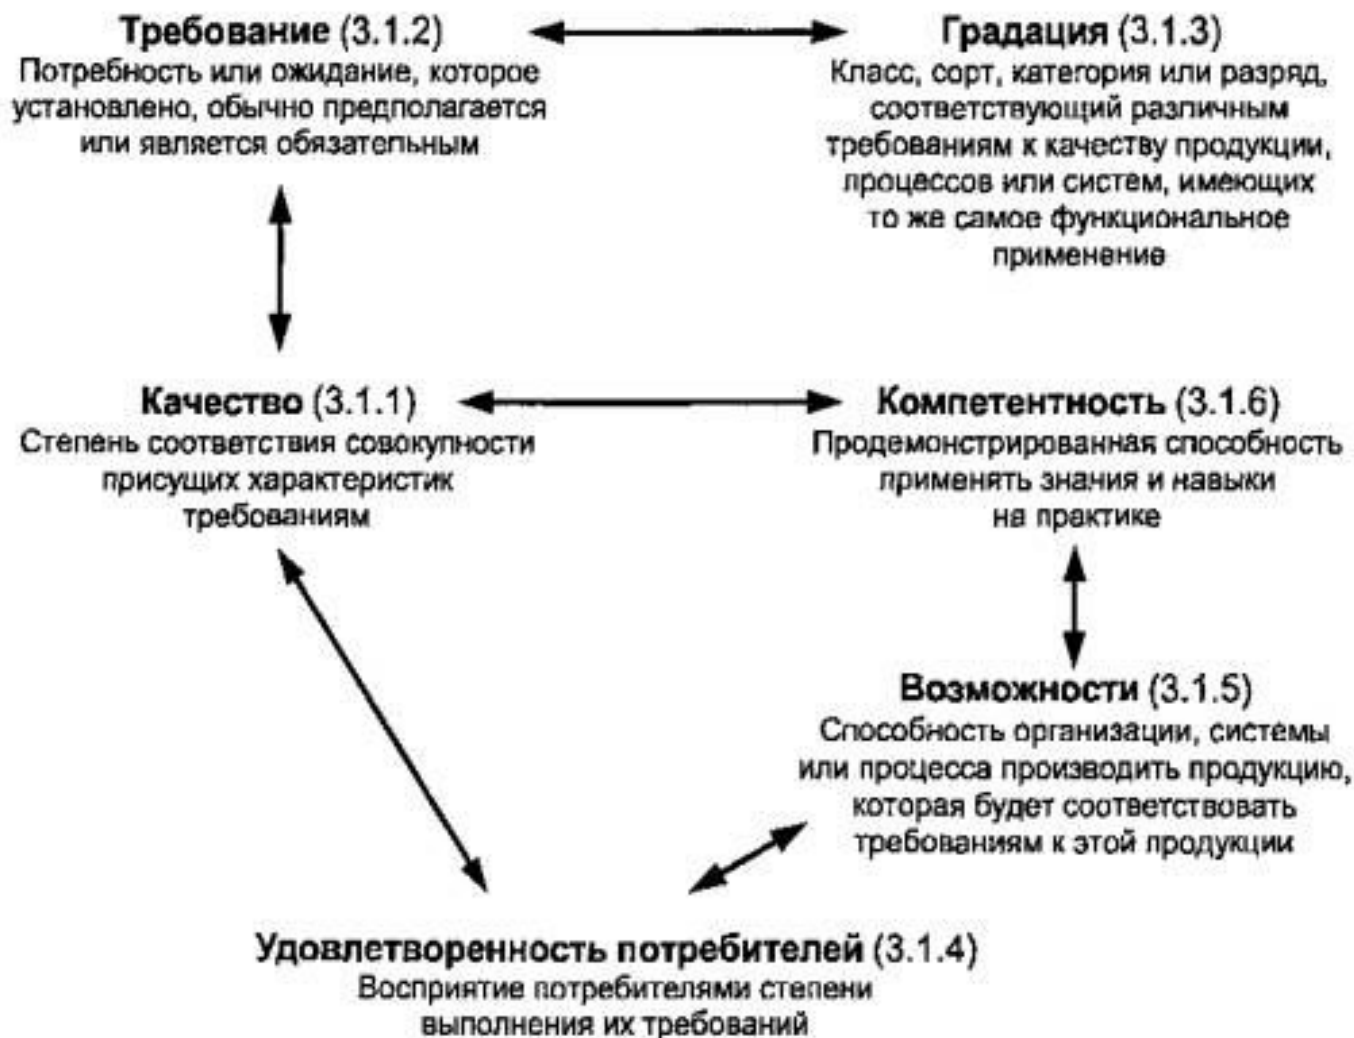 Требование (3.1.2)
Потребность или ожидание, которое
установлено, обычно предполагается
или является обязательным
Градация (3.1.3)
Класс, сорт, категория или разряд,
соответствующий различным
требованиям к качеству продукции,
процессов или систем, имеющих
то же самое функциональное
применение
Качество (3.1.1)
Степень соответствия совокупности
присущих характеристик
требованиям
Компетентность (3.1.6)
Продемонстрированная способность
применять знания и навыки
на практике
Возможности (3.1.5)
Способность организации, системы
или процесса производить продукцию,
которая будет соответствовать
требованиям к этой продукции
Удовлетворенность потребителей (3.1.4)
Восприятие потребителями степени
выполнения их требований